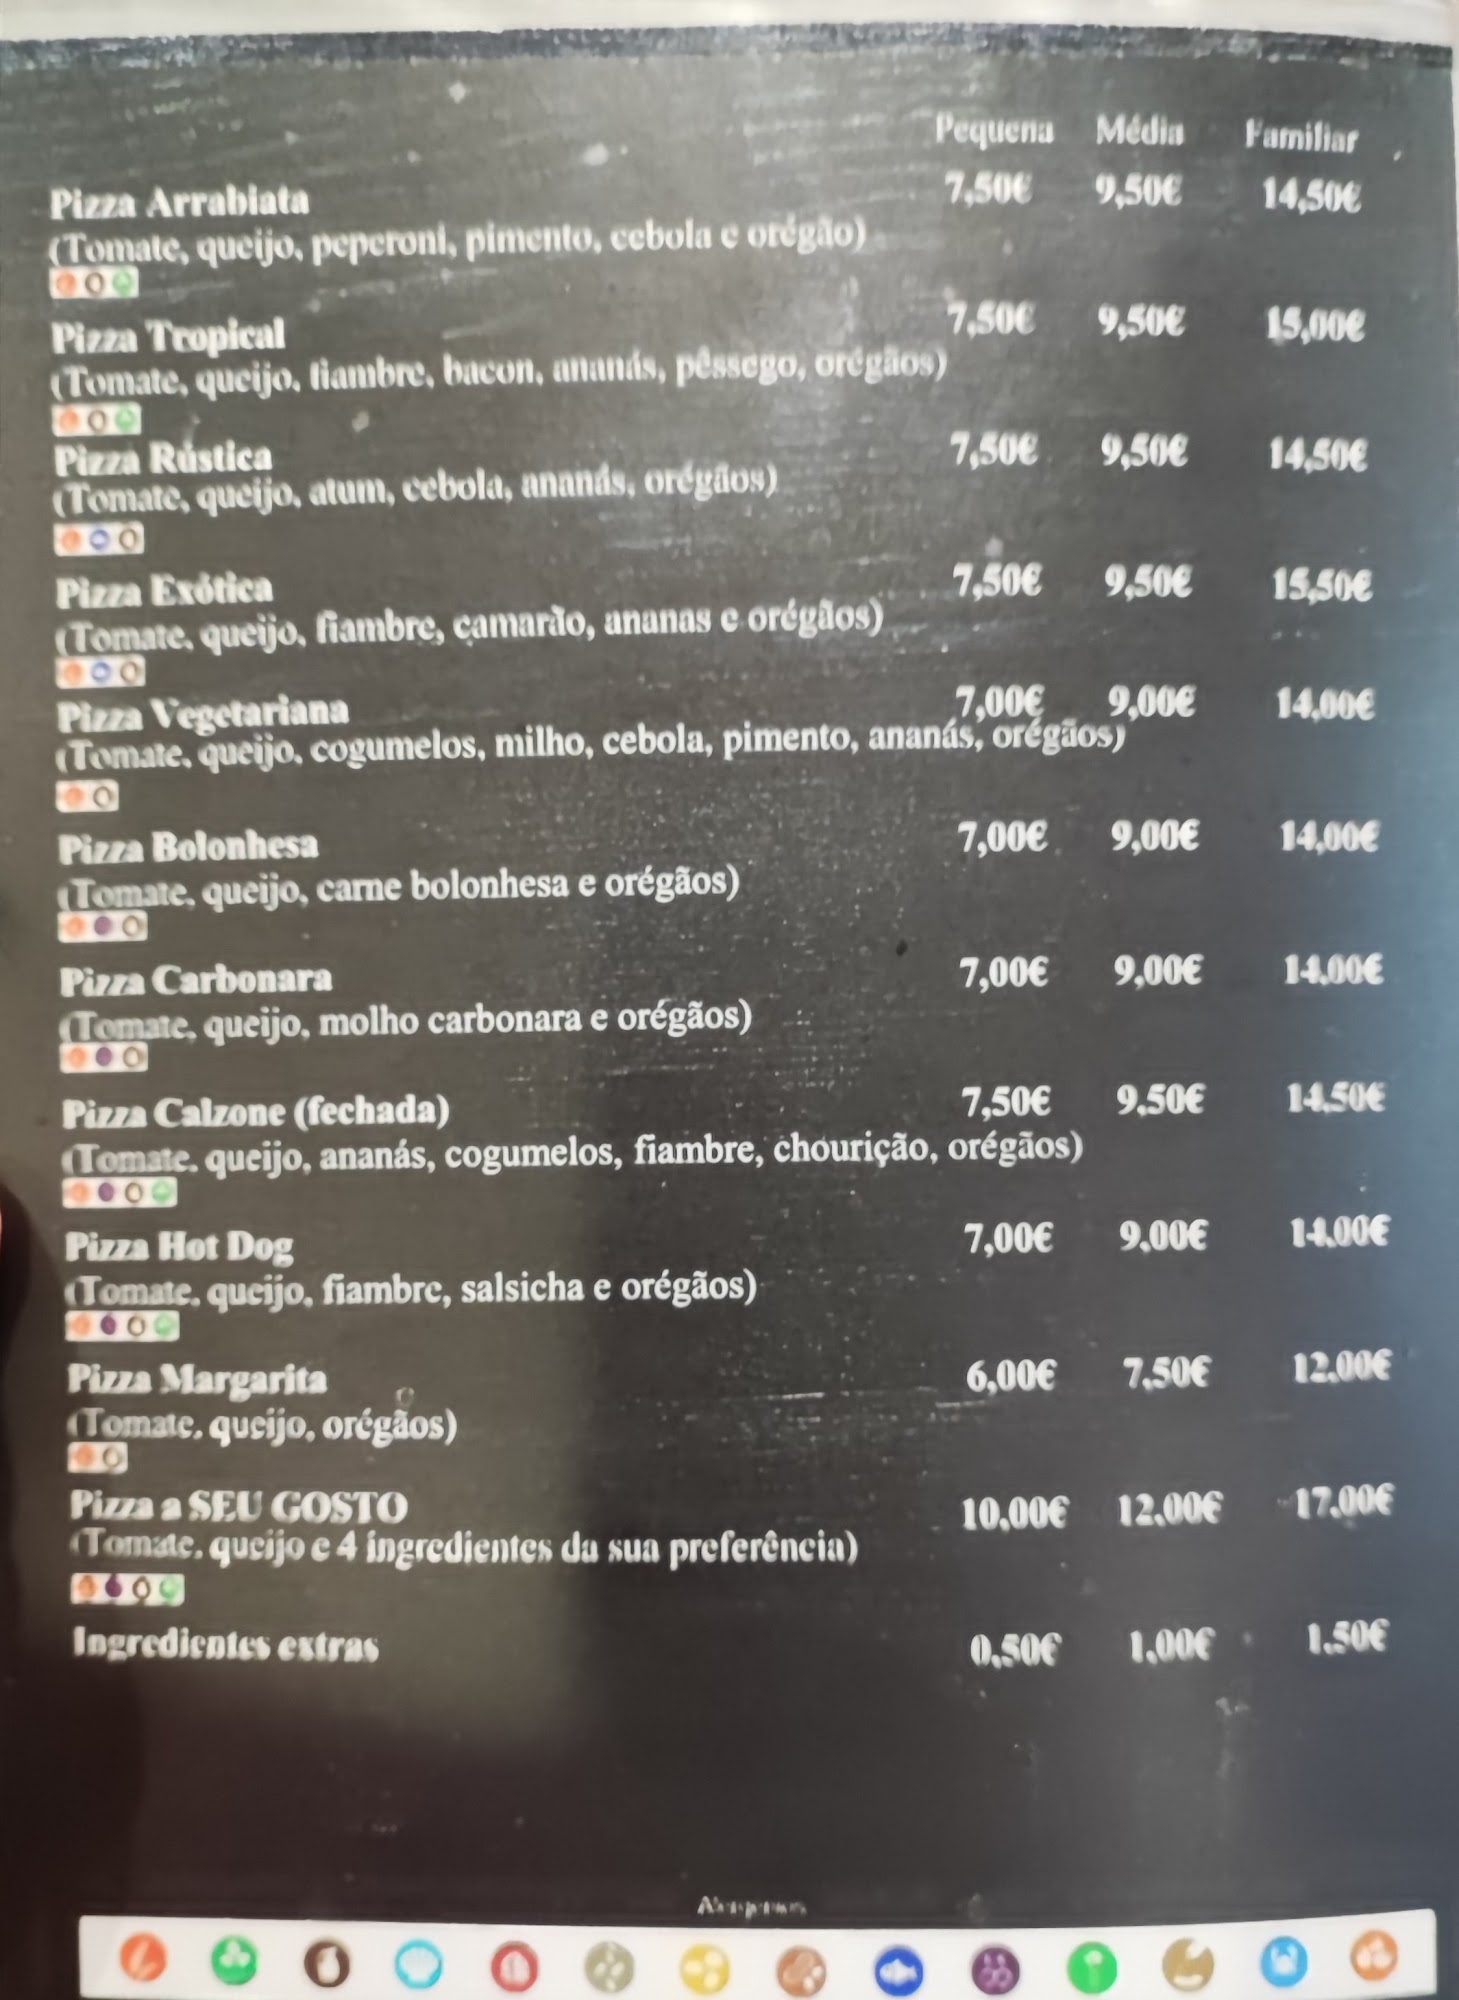 Pequena Média Familiar
Pizza Arrabiata 7,50€ 9,50€ 14,50€
(Tomate, queijo, peperoni, pimento, cebola e orégão)
Pizza Tropical 7,50€ 9,50€ 15,00€
(Tomate, queijo, fiambre, bacon, ananás, pêssego, orégãos)
Pizza Rústica 7,50€ 9,50€ 14,50€
(Tomate, queijo, atum, cebola, ananás, orégãos)
Pizza Exótica 7,50€ 9,50€ 15,50€
(Tomate, queijo, fiambre, camarão, ananas e orégãos)
Pizza Vegetariana 7,00€ 9,00€ 14,00€
(Tomate, queijo, cogumelos, milho, cebola, pimento, ananás, orégãos)
Pizza Bolonhesa 7,00€ 9,00€ 14,00€
(Tomate, queijo, carne bolonhesa e orégãos)
Pizza Carbonara 7,00€ 9,00€ 14,00€
(Tomate, queijo, molho carbonara e orégãos)
Pizza Calzone (fechada) 7,50€ 9,50€ 14,50€
(Tomate, queijo, ananás, cogumelos, fiambre, chourição, orégãos)
Pizza Hot Dog 7,00€ 9,00€ 14,00€
(Tomate, queijo, fiambre, salsicha e orégãos)
Pizza Margarita 6,00€ 7,50€ 12,00€
(Tomate, queijo, orégãos)
Pizza a SEU GOSTO 10,00€ 12,00€ 17,00€
(Tomate, queijo e 4 ingredientes da sua preferência)
Ingredientes extras 0,50€ 1,00€ 1,50€